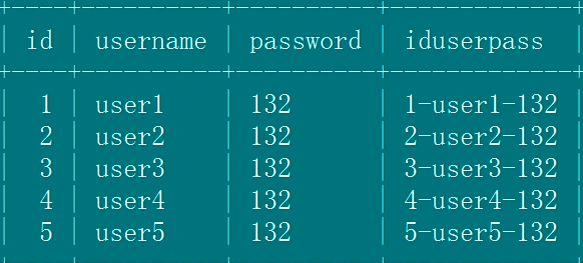 id username password iduserpass
1 user1 132 1-user1-132
2 user2 132 2-user2-132
3 user3 132 3-user3-132
4 user4 132 4-user4-132
5 user5 132 5-user5-132